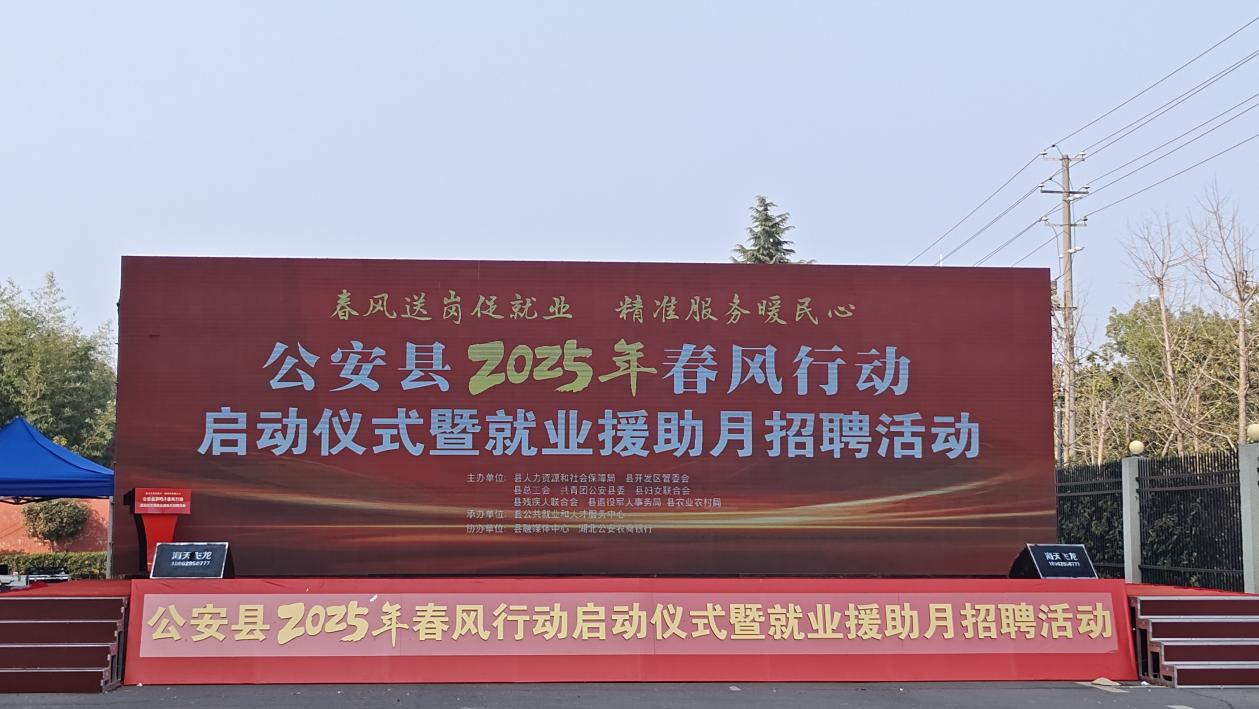 春风送岗促就业 精准服务暖民心
公安县2025年春风行动
启动仪式暨就业援助月招聘活动
主办单位: 县人力资源和社会保障局 县开发区管委会
县总工会 共青团公安县委 县妇女联合会
县残疾人联合会 县退役军人事务局 县农业农村局
承办单位: 县公共就业和人才服务中心
协办单位: 县融媒体中心 湖北公安农商银行
海天飞龙
海天飞龙
公安县2025年春风行动启动仪式暨就业援助月招聘活动